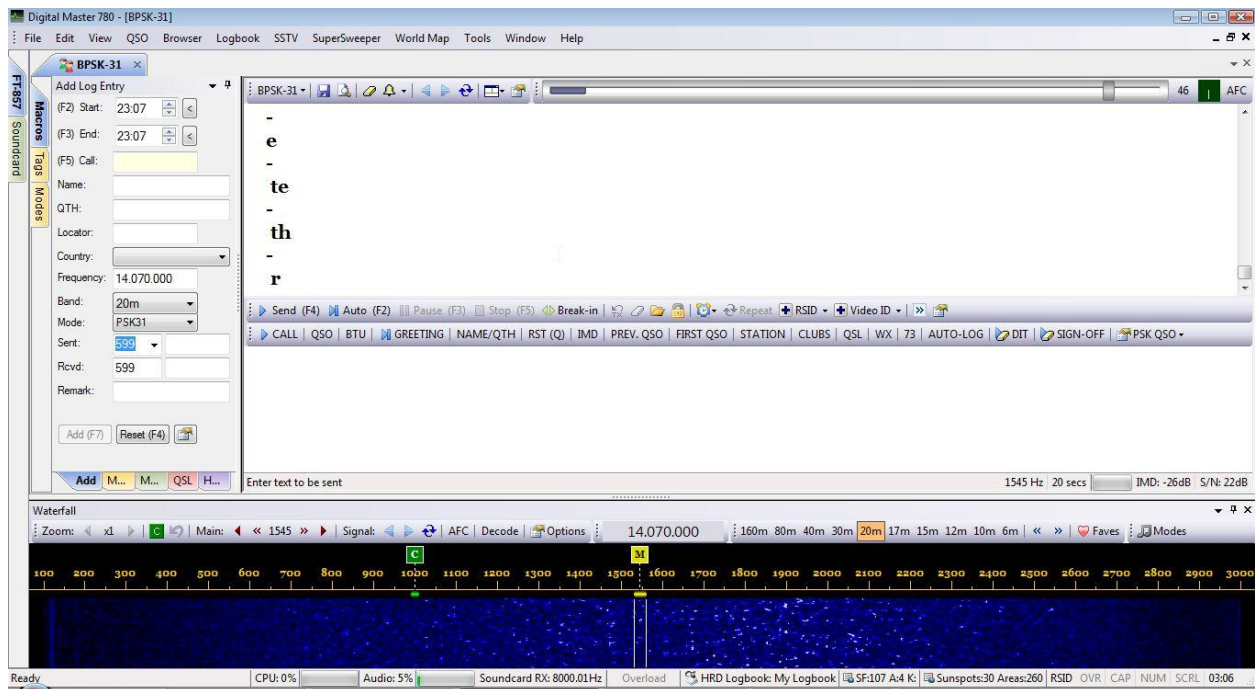 Digital Master 780 - [BPSK-31]
File Edit View QSO Browser Logbook SSTV SuperSweeper World Map Tools Window Help
BPSK-31
FT-857 Soundcard
Macros Tags Modes
Add Log Entry
(F2) Start: 23:07 <
(F3) End: 23:07 <
(F5) Call:
Name:
QTH:
Locator:
Country:
Frequency: 14.070.000
Band: 20m
Mode: PSK31
Sent: 599
Rcvd: 599
Remark:
Add (F7) Reset (F4)
Add M... M... QSL H...
BPSK-31 46 AFC
-
e
-
te
-
th
-
r
Send (F4) Auto (F2) Pause (F3) Stop (F5) Break-in Repeat RSID Video ID »
CALL QSO BTU GREETING NAME/QTH RST (Q) IMD PREV. QSO FIRST QSO STATION CLUBS QSL WX 73 AUTO-LOG DIT SIGN-OFF PSK QSO
Enter text to be sent 1545 Hz 20 secs IMD: -26dB S/N: 22dB
Waterfall
Zoom: x1 C Main: « 1545 » Signal: AFC Decode Options 14.070.000 160m 80m 40m 30m 20m 17m 15m 12m 10m 6m « » Faves Modes
C M
100 200 300 400 500 600 700 800 900 1000 1100 1200 1300 1400 1500 1600 1700 1800 1900 2000 2100 2200 2300 2400 2500 2600 2700 2800 2900 3000
Ready CPU: 0% Audio: 5% Soundcard RX: 8000.01Hz Overload HRD Logbook: My Logbook SF:107 A:4 K: Sunspots:30 Areas:260 RSID OVR CAP NUM SCRL 03:06